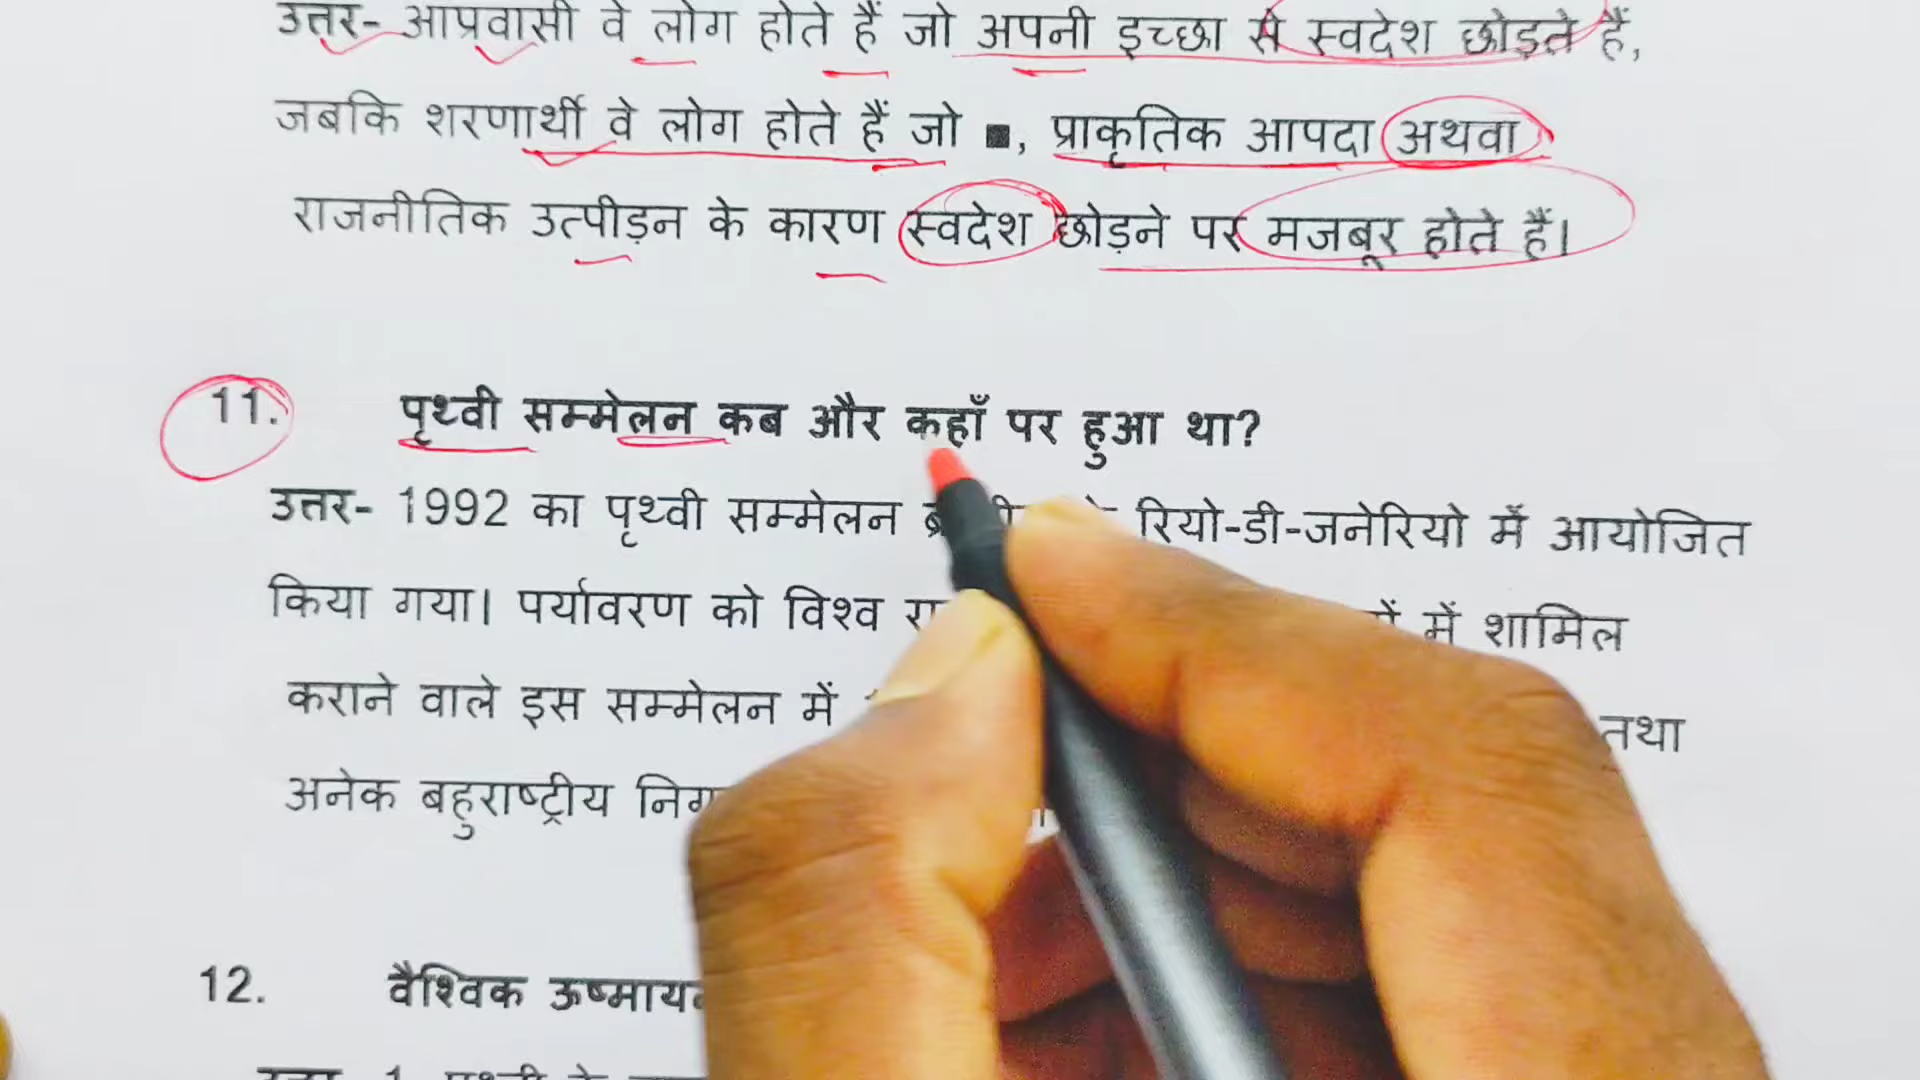 उत्तर- आप्रवासी वे लोग होते हैं जो अपनी इच्छा से स्वदेश छोड़ते हैं,
जबकि शरणार्थी वे लोग होते हैं जो ■, प्राकृतिक आपदा अथवा
राजनीतिक उत्पीड़न के कारण स्वदेश छोड़ने पर मजबूर होते हैं।
11. पृथ्वी सम्मेलन कब और कहाँ पर हुआ था?
उत्तर- 1992 का पृथ्वी सम्मेलन रियो-डी-जनेरियो में आयोजित
किया गया। पर्यावरण को विश्व में शामिल
कराने वाले इस सम्मेलन में तथा
अनेक बहुराष्ट्रीय
12. वैश्विक